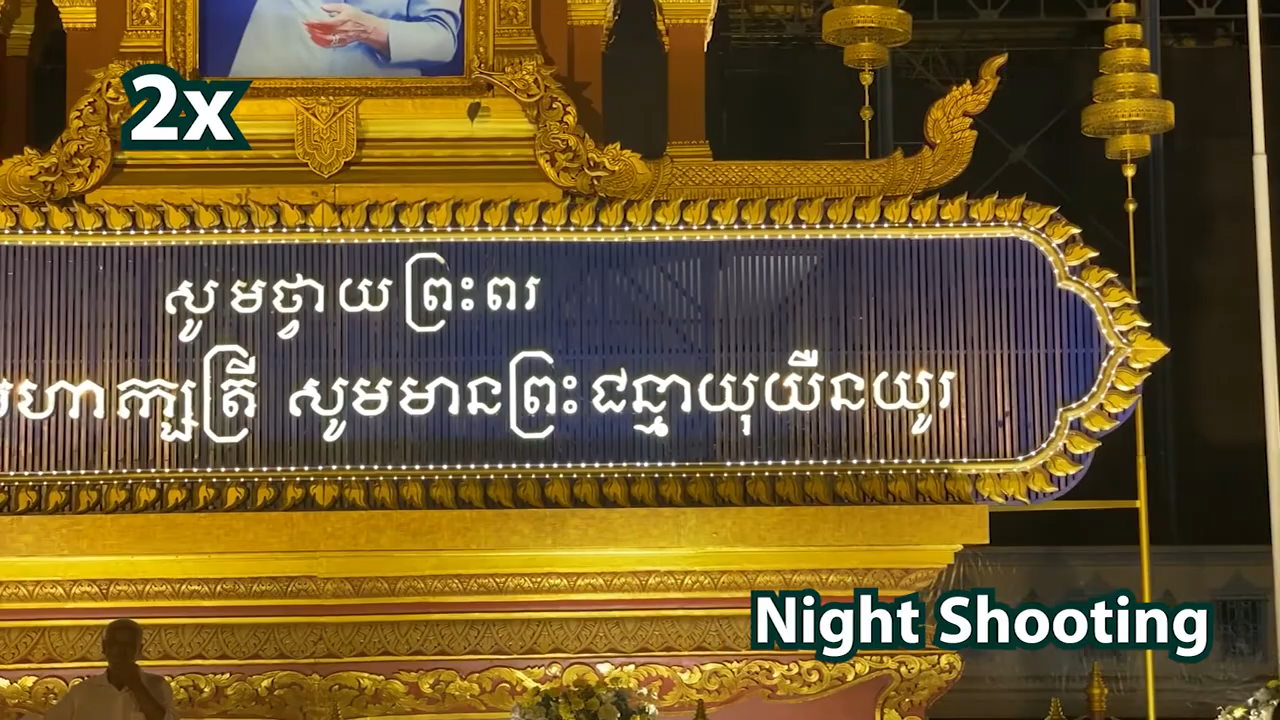 2x
សូមថ្វាយព្រះពរ
មហាក្សត្រី សូមមានព្រះជន្មាយុយឺនយូរ
Night Shooting